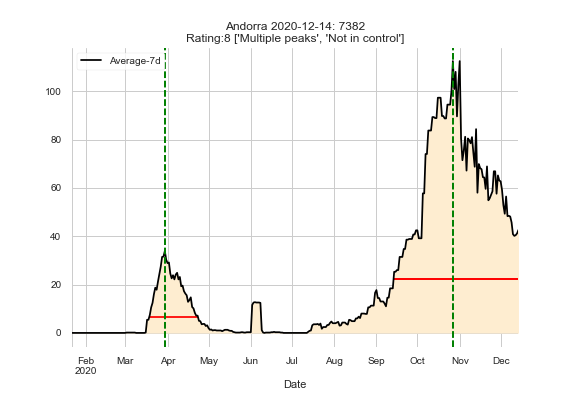 Andorra 2020-12-14: 7382
Rating:8 ['Multiple peaks', 'Not in control']
Average-7d
100
80
60
40
20
0
Feb Mar Apr May Jun Jul Aug Sep Oct Nov Dec
2020
Date